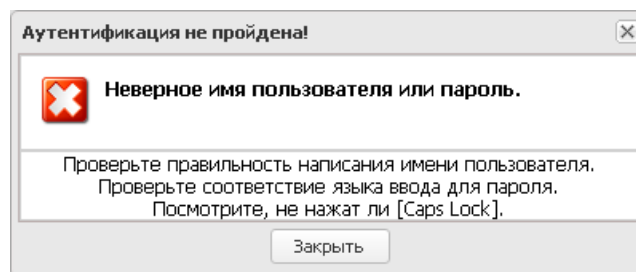 Аутентификация не пройдена!
Неверное имя пользователя или пароль.
Проверьте правильность написания имени пользователя.
Проверьте соответствие языка ввода для пароля.
Посмотрите, не нажат ли [Caps Lock].
Закрыть